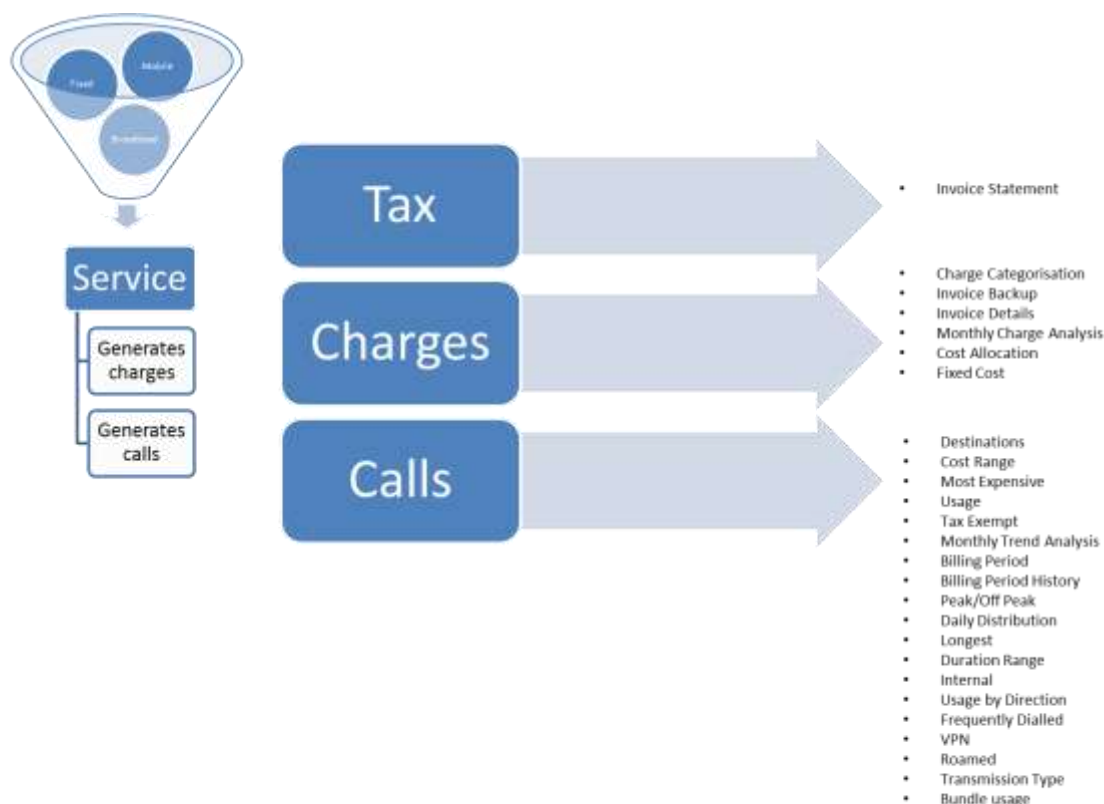 Mobile
Fixed
Broadband
Service
Generates
charges
Generates
calls
Tax
Charges
Calls
• Invoice Statement
• Charge Categorisation
• Invoice Backup
• Invoice Details
• Monthly Charge Analysis
• Cost Allocation
• Fixed Cost
• Destinations
• Cost Range
• Most Expensive
• Usage
• Tax Exempt
• Monthly Trend Analysis
• Billing Period
• Billing Period History
• Peak/Off Peak
• Daily Distribution
• Longest
• Duration Range
• Internal
• Usage by Direction
• Frequently Dialled
• VPN
• Roamed
• Transmission Type
• Bundle usage